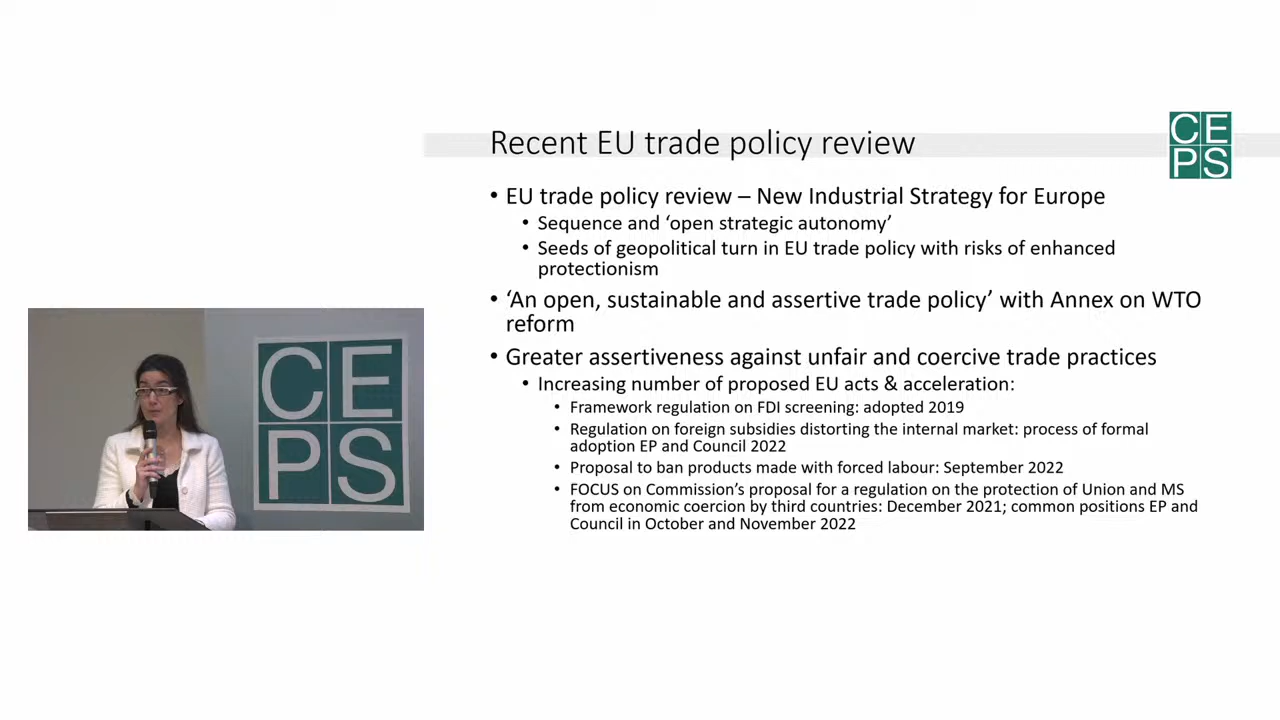 Recent EU trade policy review
CE
PS
• EU trade policy review – New Industrial Strategy for Europe
• Sequence and ‘open strategic autonomy’
• Seeds of geopolitical turn in EU trade policy with risks of enhanced
protectionism
• ‘An open, sustainable and assertive trade policy’ with Annex on WTO
reform
• Greater assertiveness against unfair and coercive trade practices
• Increasing number of proposed EU acts & acceleration:
• Framework regulation on FDI screening: adopted 2019
• Regulation on foreign subsidies distorting the internal market: process of formal
adoption EP and Council 2022
• Proposal to ban products made with forced labour: September 2022
• FOCUS on Commission’s proposal for a regulation on the protection of Union and MS
from economic coercion by third countries: December 2021; common positions EP and
Council in October and November 2022
CE
PS